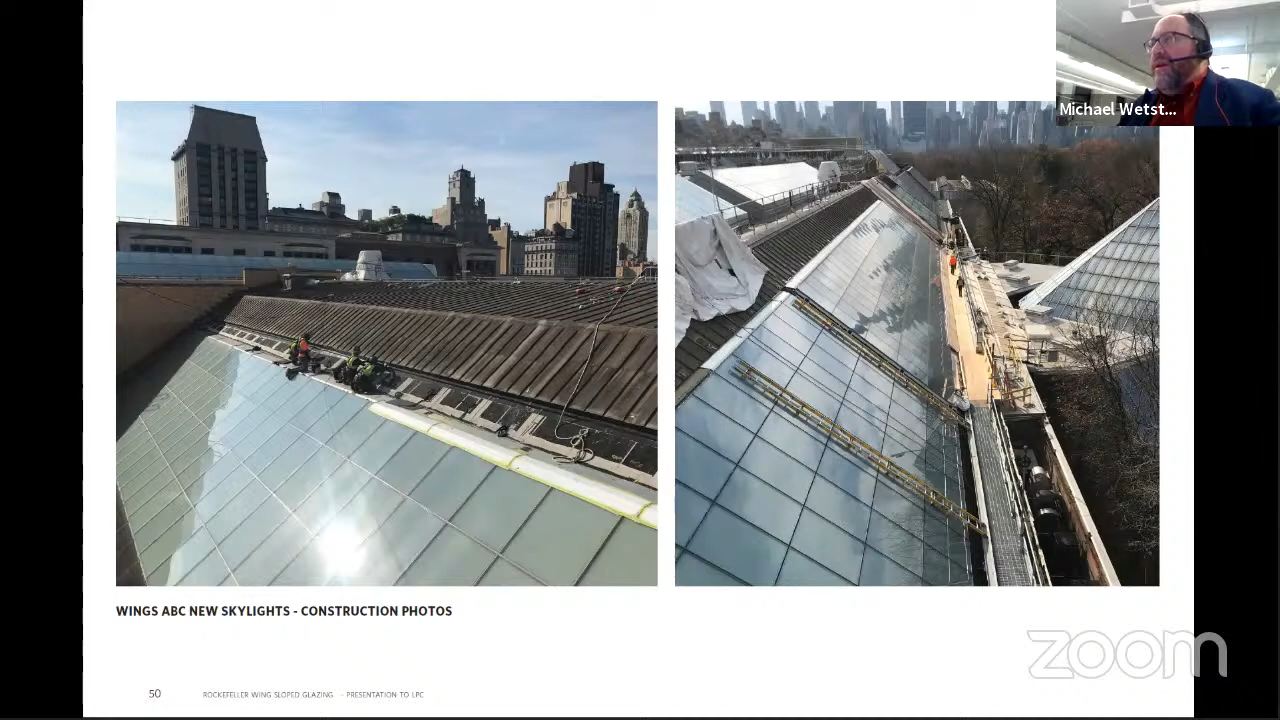 Michael Wetst...
WINGS ABC NEW SKYLIGHTS - CONSTRUCTION PHOTOS
zoom
50
ROCKEFELLER WING SLOPED GLAZING - PRESENTATION TO LPC